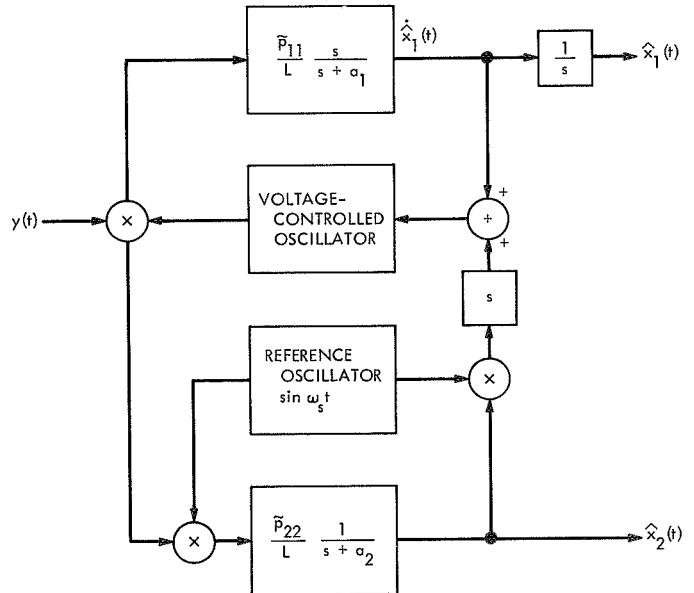 P̃11/L s/(s + a1)
x̂̇1(t)
1/s
x̂1(t)
y(t)
×
VOLTAGE-
CONTROLLED
OSCILLATOR
÷
+
+
s
REFERENCE
OSCILLATOR
sin ωst
×
×
P̃22/L 1/(s + a2)
x̂2(t)